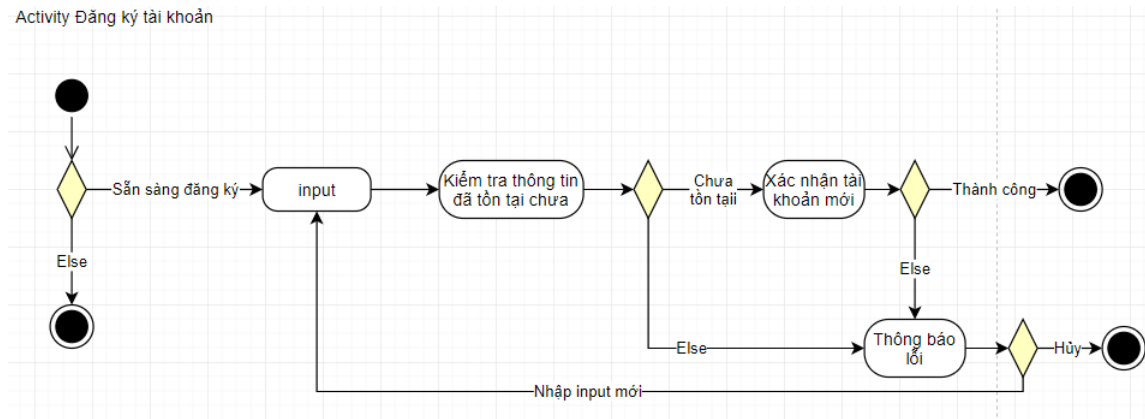 Activity Đăng ký tài khoản
Sẵn sàng đăng ký
input
Kiểm tra thông tin
đã tồn tại chưa
Chưa
tồn tạii
Xác nhận tài
khoản mới
Thành công
Else
Else
Else
Thông báo
lỗi
Hủy
Nhập input mới